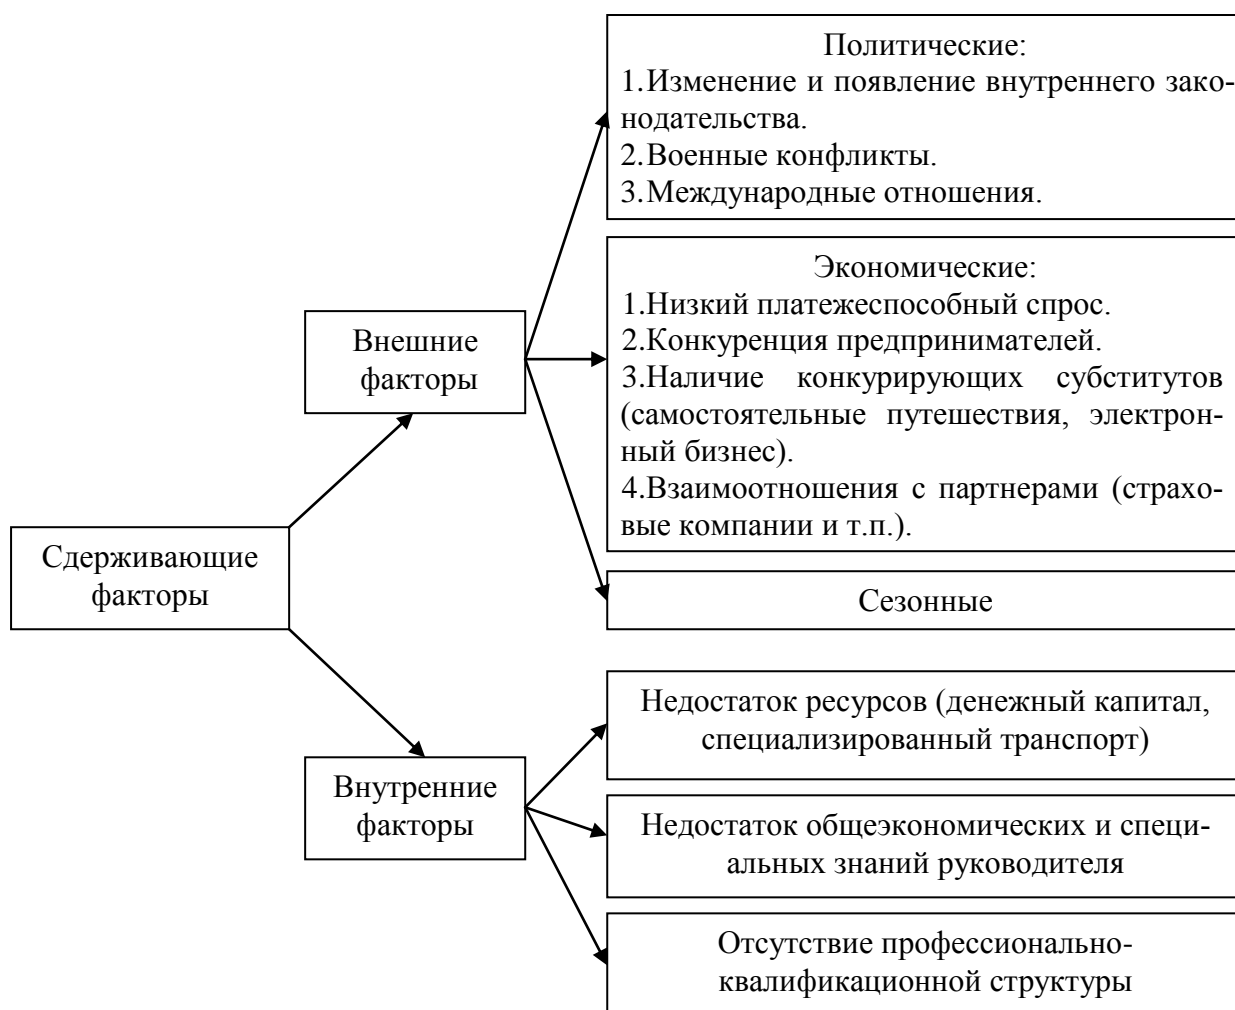 Политические:
1.Изменение и появление внутреннего зако-
нодательства.
2.Военные конфликты.
3.Международные отношения.
Экономические:
1.Низкий платежеспособный спрос.
2.Конкуренция предпринимателей.
3.Наличие конкурирующих субститутов
(самостоятельные путешествия, электрон-
ный бизнес).
4.Взаимоотношения с партнерами (страхо-
вые компании и т.п.).
Внешние
факторы
Сезонные
Сдерживающие
факторы
Недостаток ресурсов (денежный капитал,
специализированный транспорт)
Внутренние
факторы
Недостаток общеэкономических и специ-
альных знаний руководителя
Отсутствие профессионально-
квалификационной структуры